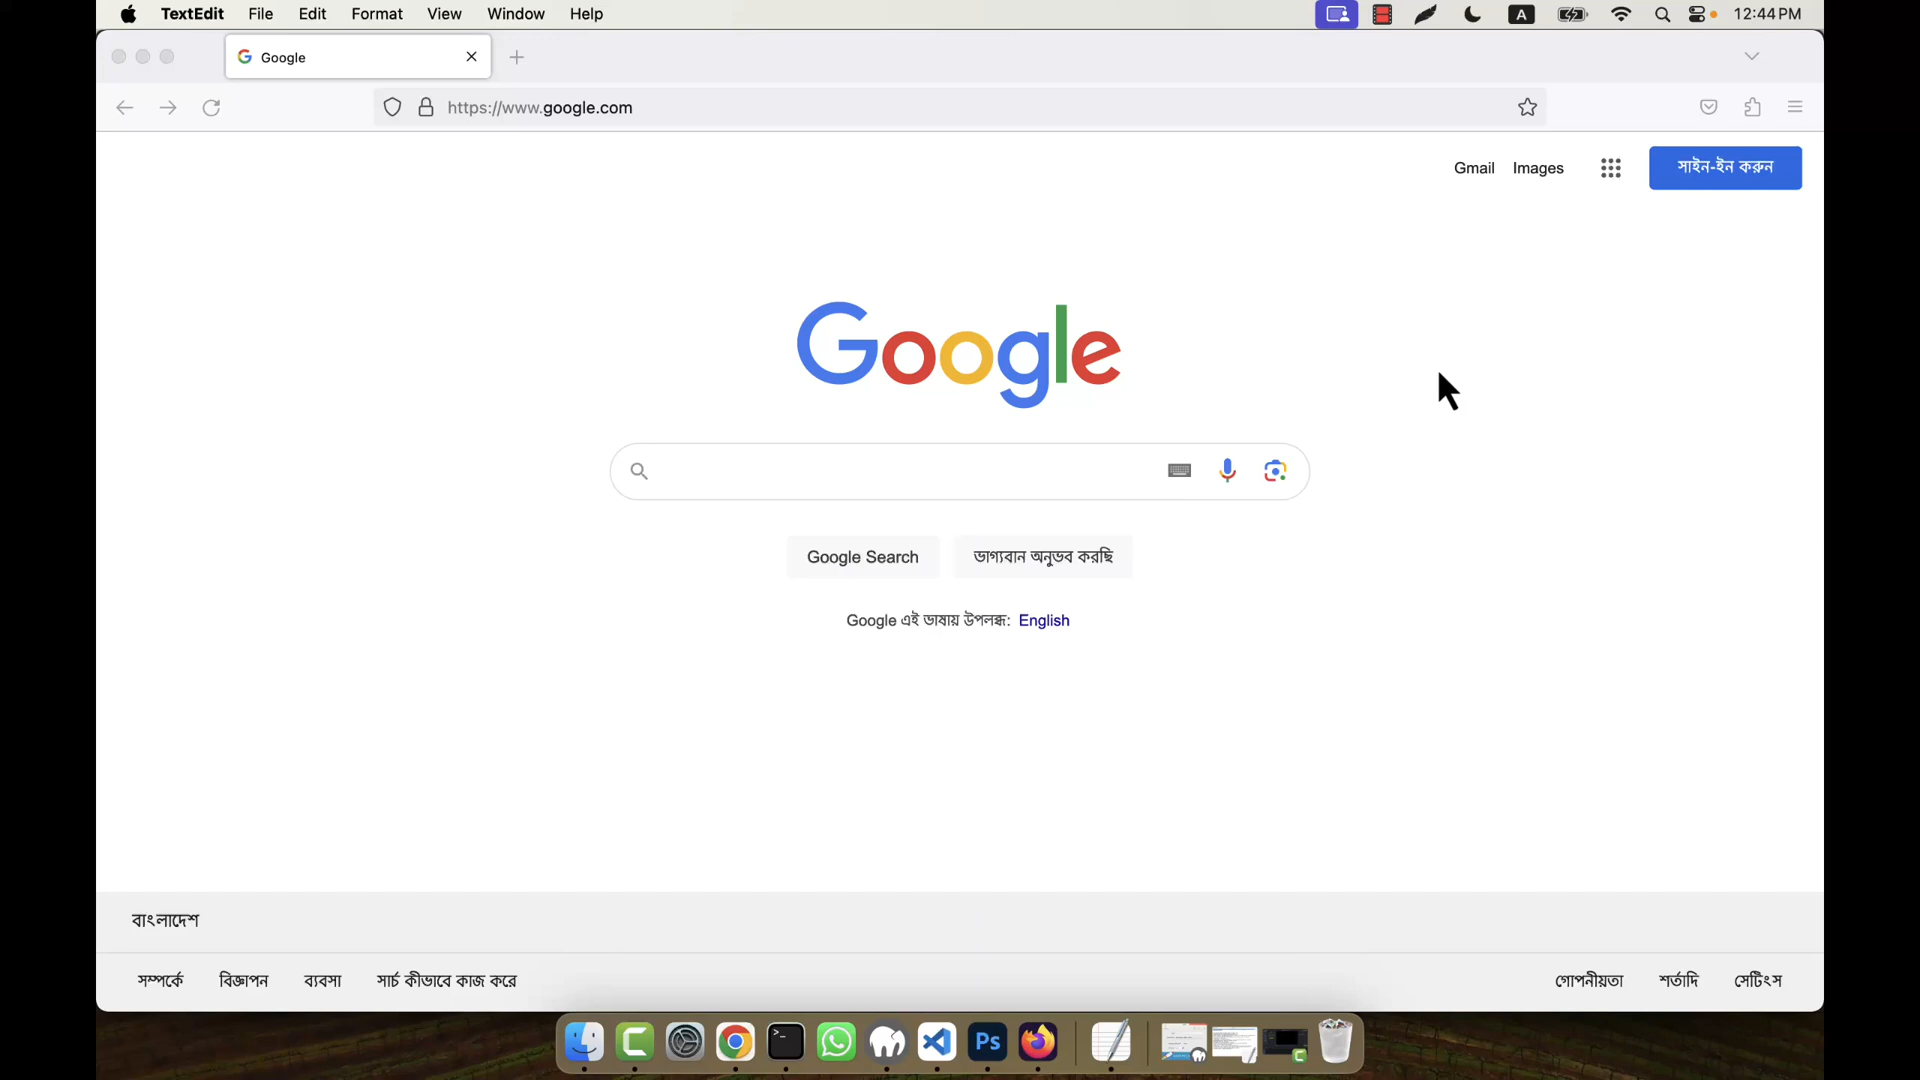 TextEdit File Edit Format View Window Help A 12:44 PM
Google
https://www.google.com
Gmail Images সাইন-ইন করুন
Google
Google Search ভাগ্যবান অনুভব করছি
Google এই ভাষায় উপলব্ধ: English
বাংলাদেশ
সম্পর্কে বিজ্ঞাপন ব্যবসা সার্চ কীভাবে কাজ করে গোপনীয়তা শর্তাদি সেটিংস
Ps